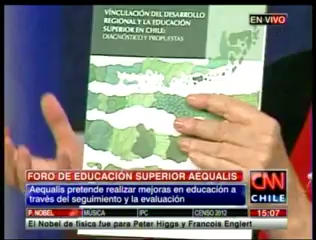 VINCULACIÓN DEL DESARROLLO
REGIONAL Y LA EDUCACIÓN
SUPERIOR EN CHILE:
DIAGNÓSTICO Y PROPUESTAS
EN VIVO
FORO DE EDUCACIÓN SUPERIOR AEQUALIS
Aequalis pretende realizar mejoras en educación a
través del seguimiento y la evaluación
CNN
CHILE
P. NOBEL MÚSICA IPC CENSO 2012 15:07
El Nobel de física fue para Peter Higgs y Francois Englert